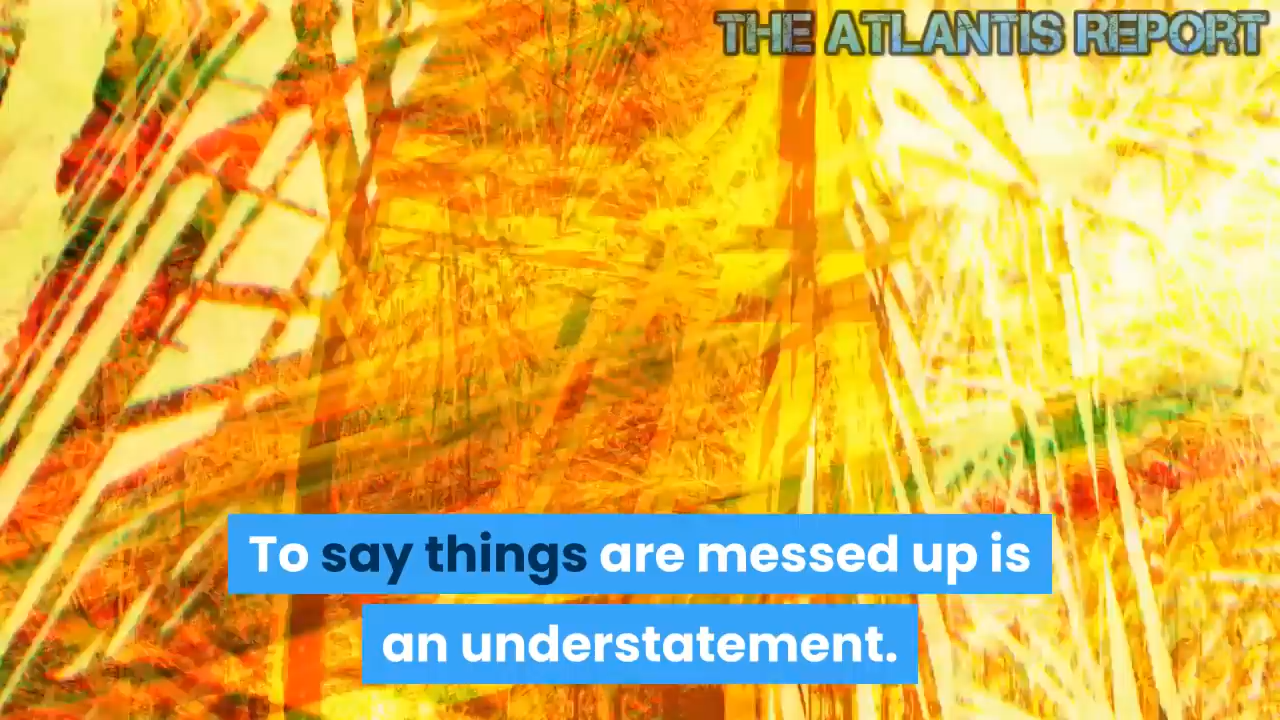 THE ATLANTIS REPORT
To say things are messed up is
an understatement.